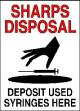 SHARPS
DISPOSAL
DEPOSIT USED
SYRINGES HERE